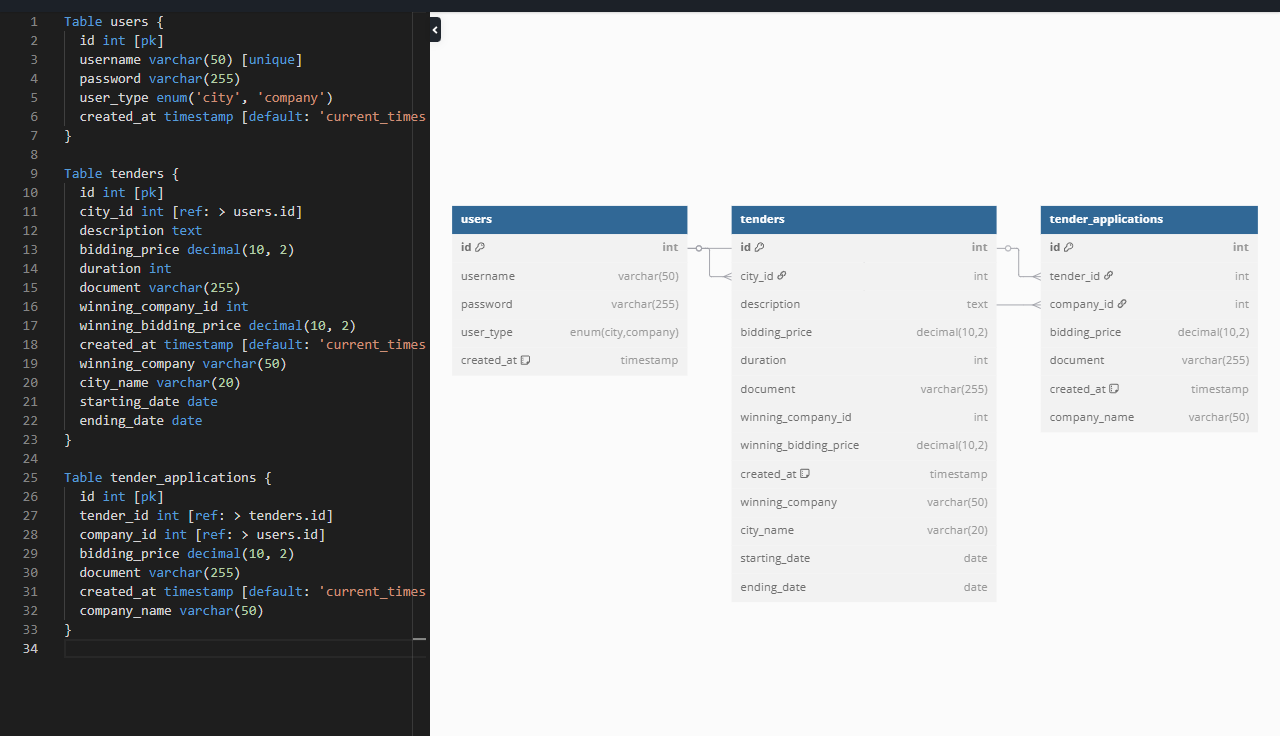 1 Table users {
2 id int [pk]
3 username varchar(50) [unique]
4 password varchar(255)
5 user_type enum('city', 'company')
6 created_at timestamp [default: 'current_times
7 }
8
9 Table tenders {
10 id int [pk]
11 city_id int [ref: > users.id]
12 description text
13 bidding_price decimal(10, 2)
14 duration int
15 document varchar(255)
16 winning_company_id int
17 winning_bidding_price decimal(10, 2)
18 created_at timestamp [default: 'current_times
19 winning_company varchar(50)
20 city_name varchar(20)
21 starting_date date
22 ending_date date
23 }
24
25 Table tender_applications {
26 id int [pk]
27 tender_id int [ref: > tenders.id]
28 company_id int [ref: > users.id]
29 bidding_price decimal(10, 2)
30 document varchar(255)
31 created_at timestamp [default: 'current_times
32 company_name varchar(50)
33 }
34
users
id int
username varchar(50)
password varchar(255)
user_type enum(city,company)
created_at timestamp
tenders
id int
city_id int
description text
bidding_price decimal(10,2)
duration int
document varchar(255)
winning_company_id int
winning_bidding_price decimal(10,2)
created_at timestamp
winning_company varchar(50)
city_name varchar(20)
starting_date date
ending_date date
tender_applications
id int
tender_id int
company_id int
bidding_price decimal(10,2)
document varchar(255)
created_at timestamp
company_name varchar(50)